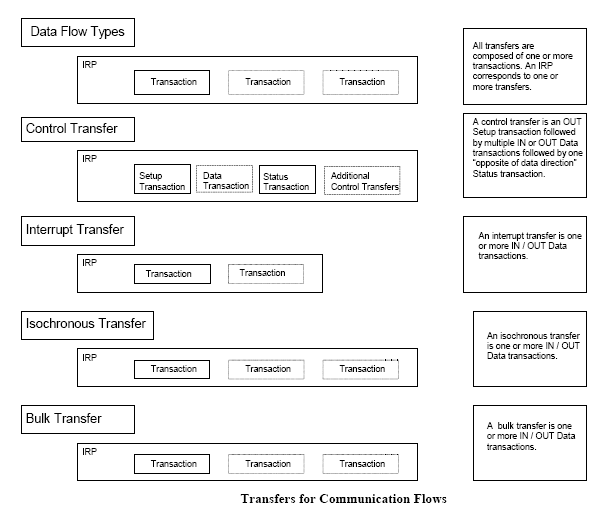 Data Flow Types
IRP
Transaction
Transaction
Transaction
All transfers are
composed of one or more
transactions. An IRP
corresponds to one or
more transfers.
Control Transfer
IRP
Setup
Transaction
Data
Transaction
Status
Transaction
Additional
Control Transfers
A control transfer is an OUT
Setup transaction followed
by multiple IN or OUT Data
transactions followed by one
"opposite of data direction"
Status transaction.
Interrupt Transfer
IRP
Transaction
Transaction
An interrupt transfer is one
or more IN / OUT Data
transactions.
Isochronous Transfer
IRP
Transaction
Transaction
Transaction
An isochronous transfer
is one or more IN / OUT
Data transactions.
Bulk Transfer
IRP
Transaction
Transaction
Transaction
A bulk transfer is one
or more IN / OUT Data
transactions.
Transfers for Communication Flows